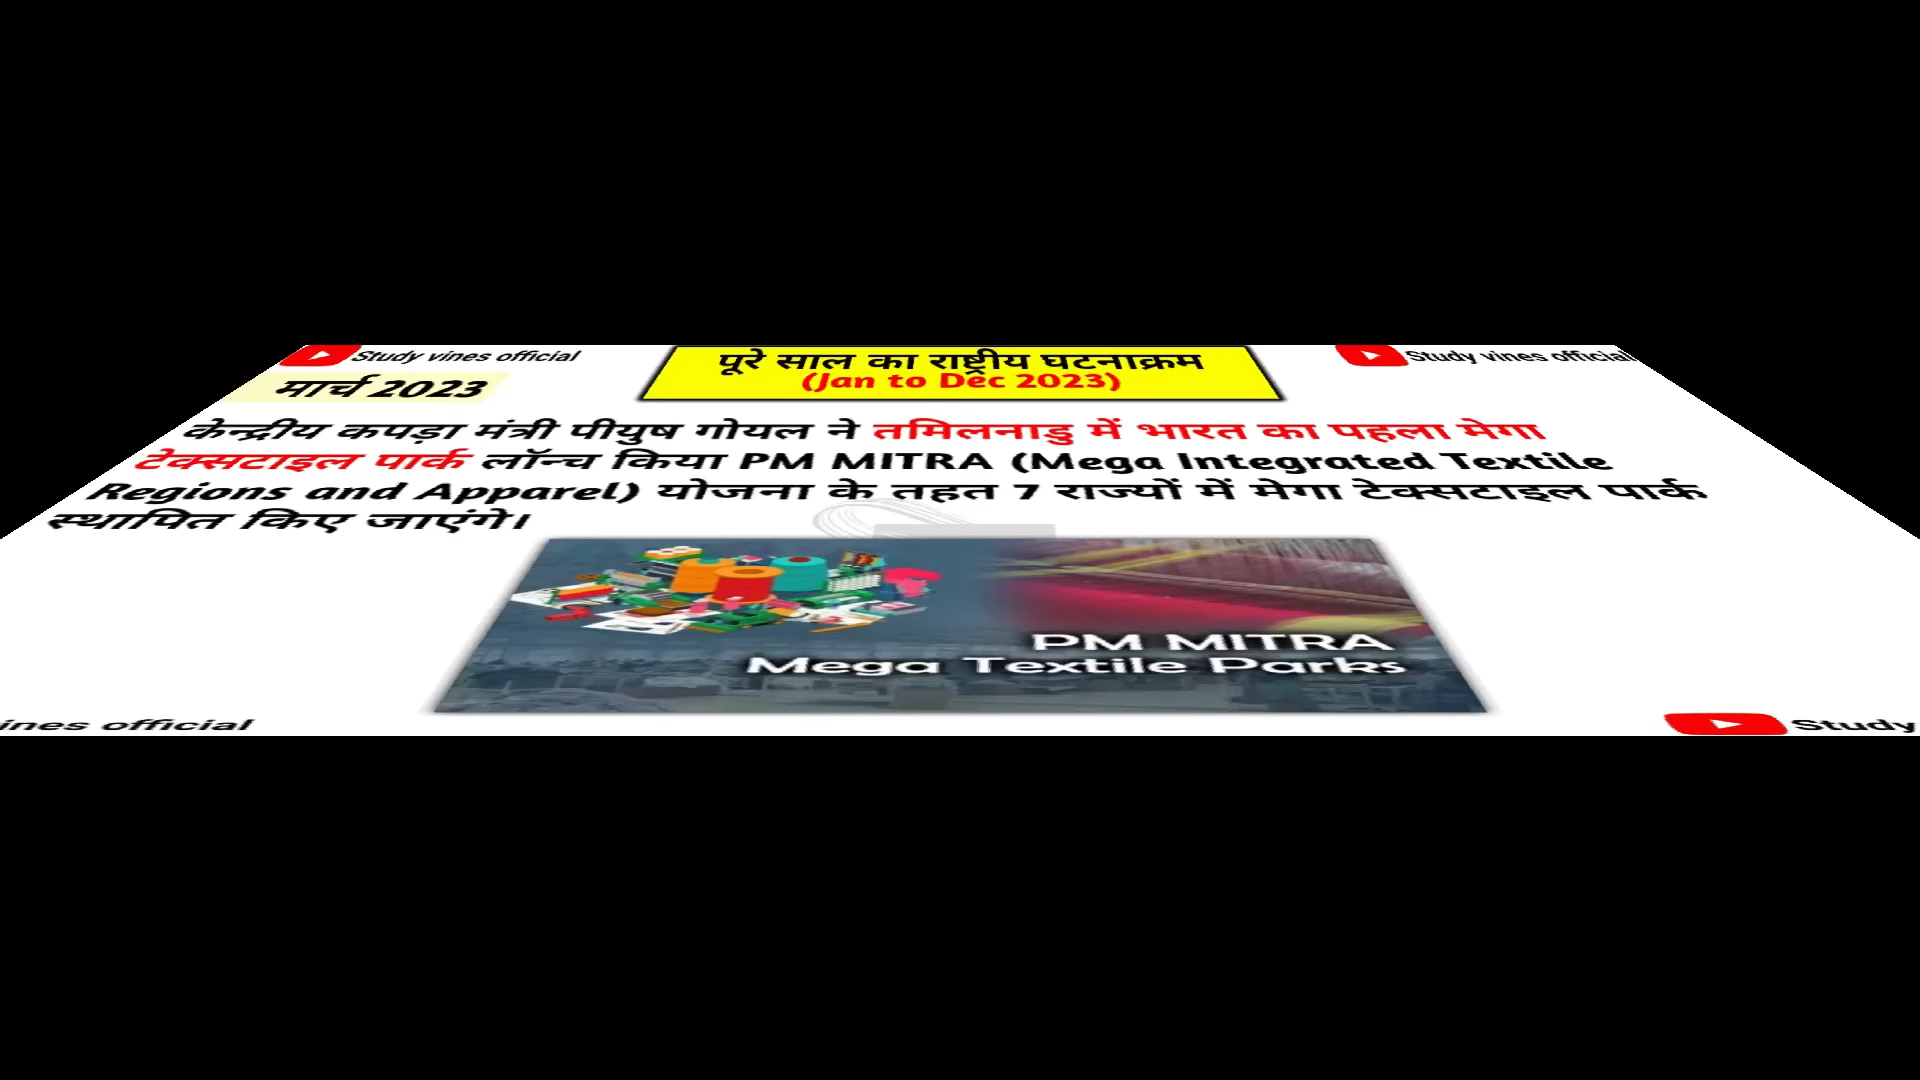 Study vines official
पूरे साल का राष्ट्रीय घटनाक्रम
Study vines official
(Jan to Dec 2023)
मार्च 2023
केन्द्रीय कपड़ा मंत्री पीयुष गोयल ने तमिलनाडु में भारत का पहला मेगा
टेक्सटाइल पार्क लॉन्च किया PM MITRA (Mega Integrated Textile
Regions and Apparel) योजना के तहत 7 राज्यों में मेगा टेक्सटाइल पार्क
स्थापित किए जाएंगे।
PM MITRA
Mega Textile Parks
ines official
Study